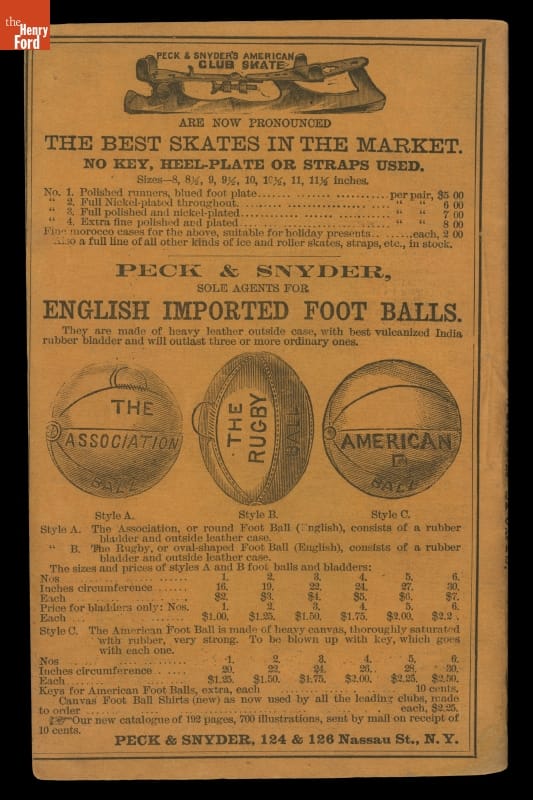 the
Henry
Ford
PECK & SNYDER'S AMERICAN
CLUB SKATE
ARE NOW PRONOUNCED
THE BEST SKATES IN THE MARKET.
NO KEY, HEEL-PLATE OR STRAPS USED.
Sizes—8, 8½, 9, 9½, 10, 10½, 11, 11½ inches.
No. 1. Polished runners, blued foot plate.... per pair, $5 00
" 2. Full Nickel-plated throughout.... " " 6 00
" 3. Full polished and nickel-plated.... " " 7 00
" 4. Extra fine polished and plated.... " " 8 00
Fine morocco cases for the above, suitable for holiday presents....each, 2 00
Also a full line of all other kinds of ice and roller skates, straps, etc., in stock.
PECK & SNYDER,
SOLE AGENTS FOR
ENGLISH IMPORTED FOOT BALLS.
They are made of heavy leather outside case, with best vulcanized India
rubber bladder and will outlast three or more ordinary ones.
THE
ASSOCIATION
BALL
THE
RUGBY
BALL
AMERICAN
BALL
Style A. Style B. Style C.
Style A. The Association, or round Foot Ball (English), consists of a rubber
bladder and outside leather case.
" B. The Rugby, or oval-shaped Foot Ball (English), consists of a rubber
bladder and outside leather case.
The sizes and prices of styles A and B foot balls and bladders:
Nos .... 1. 2. 3. 4. 5. 6.
Inches circumference .... 16. 19. 22. 24. 27. 30.
Each .... $2. $3. $4. $5. $6. $7.
Price for bladders only: Nos. 1. 2. 3. 4. 5. 6.
$1.00. $1.25. $1.50. $1.75. $2.00. $2.2 .
Style C. The American Foot Ball is made of heavy canvas, thoroughly saturated
with rubber, very strong. To be blown up with key, which goes
with each one.
Nos .... 1. 2. 3. 4. 5. 6.
Inches circumference .... 20. 22. 24. 26. 28. 30.
Each .... $1.25. $1.50. $1.75. $2.00. $2.25. $2.50.
Keys for American Foot Balls, extra, each .... 10 cents.
Canvas Foot Ball Shirts (new) as now used by all the leading clubs, made
to order .... each, $2.25.
☞Our new catalogue of 192 pages, 700 illustrations, sent by mail on receipt of
10 cents.
PECK & SNYDER, 124 & 126 Nassau St., N. Y.